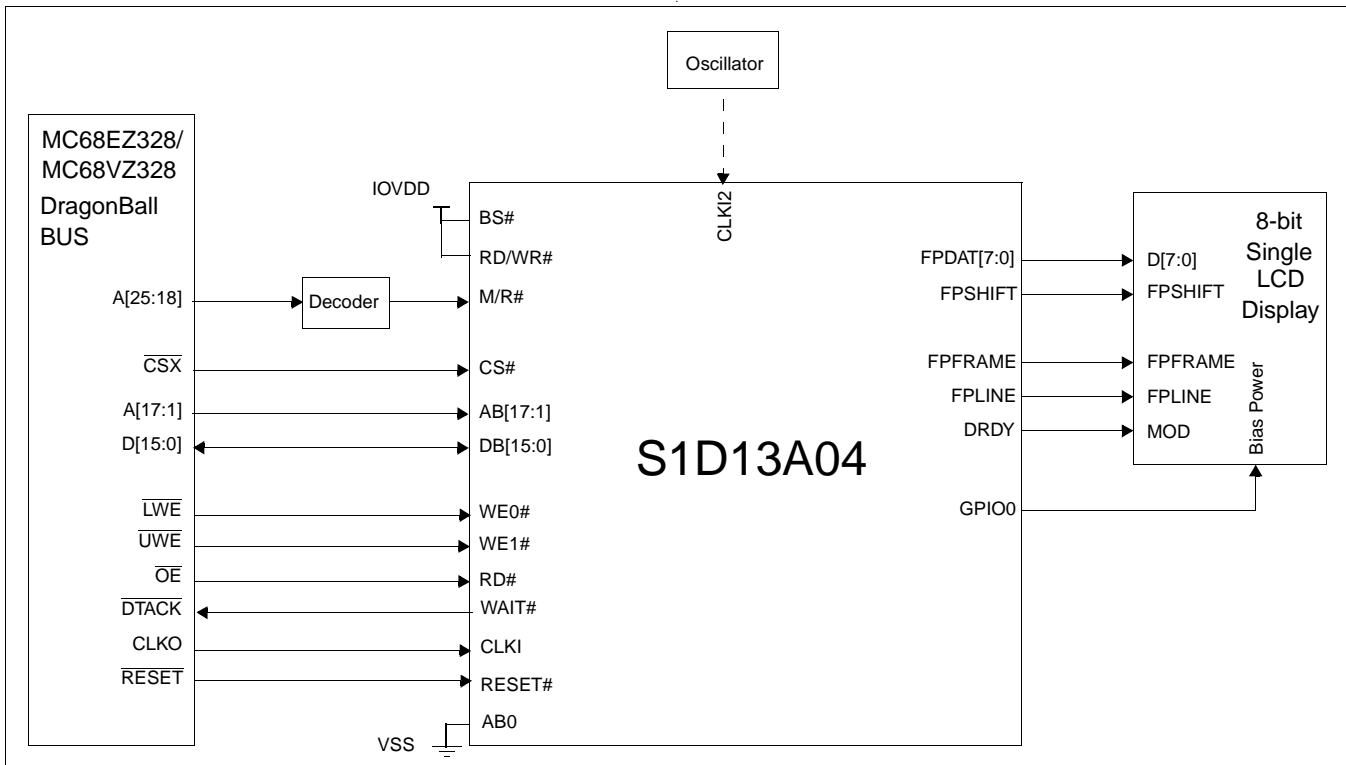 Oscillator
MC68EZ328/
MC68VZ328
DragonBall
BUS
A[25:18]
CSX
A[17:1]
D[15:0]
LWE
UWE
OE
DTACK
CLKO
RESET
IOVDD
Decoder
VSS
BS#
RD/WR#
M/R#
CS#
AB[17:1]
DB[15:0]
WE0#
WE1#
RD#
WAIT#
CLKI
RESET#
AB0
CLKI2
S1D13A04
FPDAT[7:0]
FPSHIFT
FPFRAME
FPLINE
DRDY
GPIO0
D[7:0]
FPSHIFT
FPFRAME
FPLINE
MOD
8-bit
Single
LCD
Display
Bias Power